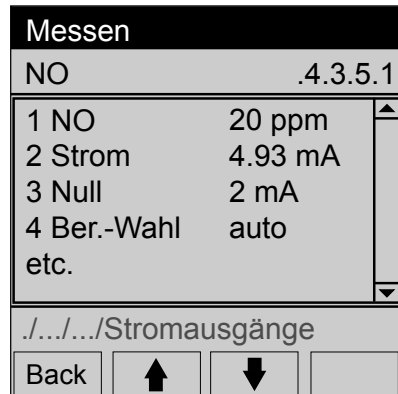 Messen
NO .4.3.5.1
1 NO 20 ppm
2 Strom 4.93 mA
3 Null 2 mA
4 Ber.-Wahl auto
etc.
./.../.../Stromausgänge
Back